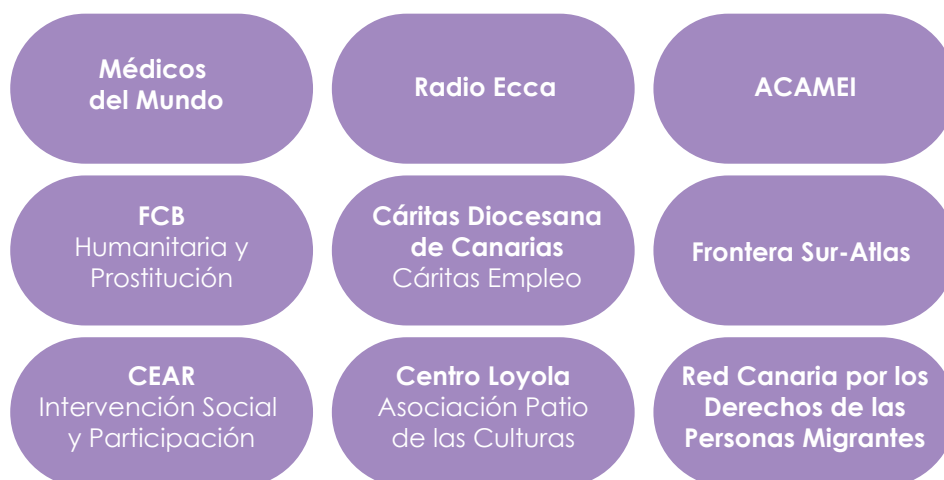 Médicos
del Mundo
Radio Ecca
ACAMEI
FCB
Humanitaria y
Prostitución
Cáritas Diocesana
de Canarias
Cáritas Empleo
Frontera Sur-Atlas
CEAR
Intervención Social
y Participación
Centro Loyola
Asociación Patio
de las Culturas
Red Canaria por los
Derechos de las
Personas Migrantes